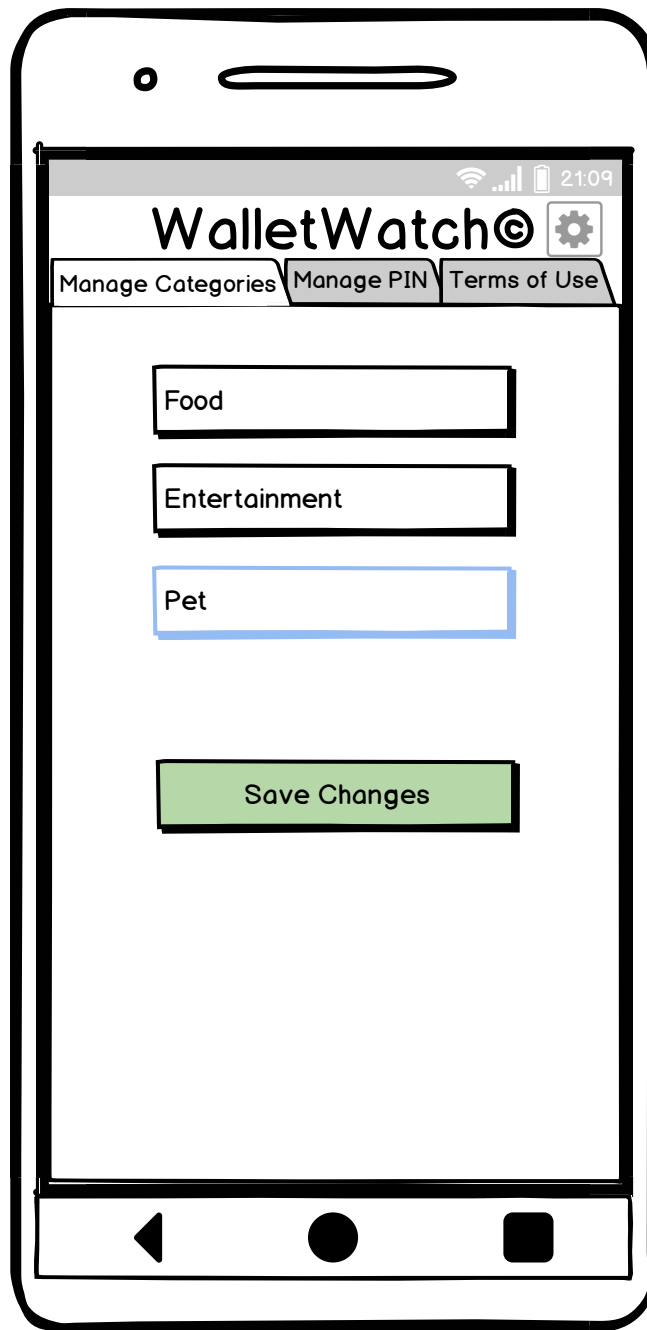 21:09
WalletWatch©
Manage Categories Manage PIN Terms of Use
Food
Entertainment
Pet
Save Changes